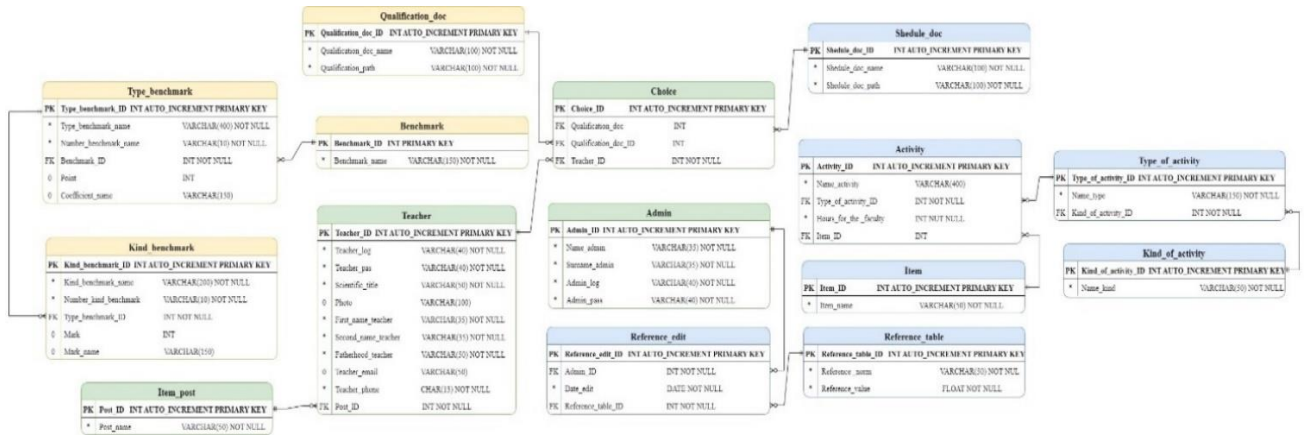 Qualification_doc
PK Qualification_doc_ID INT AUTO_INCREMENT PRIMARY KEY
* Qualification_doc_name VARCHAR(100) NOT NULL
* Qualification_path VARCHAR(100) NOT NULL
Shedule_doc
PK Shedule_doc_ID INT AUTO_INCREMENT PRIMARY KEY
* Shedule_doc_name VARCHAR(100) NOT NULL
* Shedule_doc_path VARCHAR(100) NOT NULL
Type_benchmark
PK Type_benchmark_ID INT AUTO_INCREMENT PRIMARY KEY
* Type_benchmark_name VARCHAR(400) NOT NULL
* Number_benchmark_name VARCHAR(10) NOT NULL
FK Benchmark_ID INT NOT NULL
0 Point INT
0 Coefficient_name VARCHAR(150)
Benchmark
PK Benchmark_ID INT PRIMARY KEY
* Benchmark_name VARCHAR(150) NOT NULL
Choice
PK Choice_ID INT AUTO_INCREMENT PRIMARY KEY
FK Qualification_doc INT
FK Qualification_doc_ID INT
FK Teacher_ID INT NOT NULL
Activity
PK Activity_ID INT AUTO_INCREMENT PRIMARY KEY
* Name_activity VARCHAR(400)
FK Type_of_activity_ID INT NOT NULL
* Hours_for_the_faculty INT NOT NULL
FK Item_ID INT
Type_of_activity
PK Type_of_activity_ID INT AUTO_INCREMENT PRIMARY KEY
* Name_type VARCHAR(150) NOT NULL
FK Kind_of_activity_ID INT NOT NULL
Kind_benchmark
PK Kind_benchmark_ID INT AUTO_INCREMENT PRIMARY KEY
* Kind_benchmark_name VARCHAR(200) NOT NULL
* Number_kind_benchmark VARCHAR(10) NOT NULL
FK Type_benchmark_ID INT NOT NULL
0 Mark INT
0 Mark_name VARCHAR(150)
Teacher
PK Teacher_ID INT AUTO_INCREMENT PRIMARY KEY
* Teacher_log VARCHAR(40) NOT NULL
* Teacher_pas VARCHAR(40) NOT NULL
* Scientific_title VARCHAR(50) NOT NULL
0 Photo VARCHAR(100)
* First_name_teacher VARCHAR(35) NOT NULL
* Second_name_teacher VARCHAR(35) NOT NULL
* Fatherhood_teacher VARCHAR(50) NOT NULL
0 Teacher_email VARCHAR(50)
* Teacher_phone CHAR(15) NOT NULL
FK Post_ID INT NOT NULL
Admin
PK Admin_ID INT AUTO_INCREMENT PRIMARY KEY
* Name_admin VARCHAR(35) NOT NULL
* Surname_admin VARCHAR(35) NOT NULL
* Admin_log VARCHAR(40) NOT NULL
* Admin_pass VARCHAR(40) NOT NULL
Kind_of_activity
PK Kind_of_activity_ID INT AUTO_INCREMENT PRIMARY KEY
* Name_kind VARCHAR(50) NOT NULL
Item
PK Item_ID INT AUTO_INCREMENT PRIMARY KEY
* Item_name VARCHAR(50) NOT NULL
Reference_edit
PK Reference_edit_ID INT AUTO_INCREMENT PRIMARY KEY
FK Admin_ID INT NOT NULL
* Date_edit DATE NOT NULL
FK Reference_table_ID INT NOT NULL
Reference_table
PK Reference_table_ID INT AUTO_INCREMENT PRIMARY KEY
* Reference_norm VARCHAR(50) NOT NUL
* Reference_value FLOAT NOT NULL
Item_post
PK Post_ID INT AUTO_INCREMENT PRIMARY KEY
* Post_name VARCHAR(50) NOT NULL